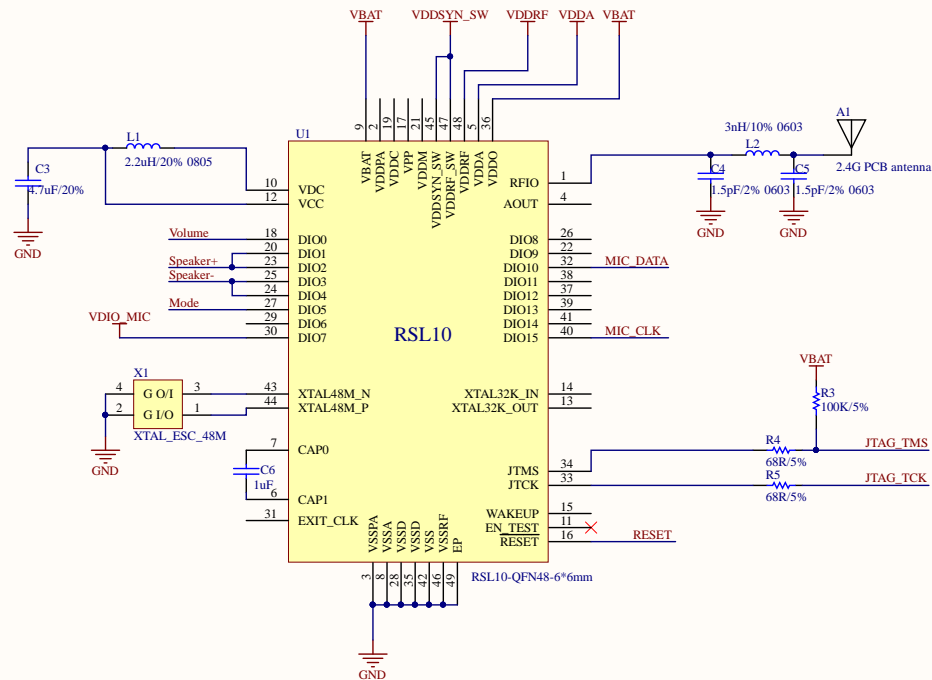 VBAT VDDSYN_SW VDDRF VDDA VBAT
9 2 19 17 21 45 47 48 5 36
VBAT VDDPA VDC VPP VDDM VDDSYN_SW VDDRF_SW VDDRF VDDA VDDO
U1
L1
2.2uH/20% 0805
C3
4.7uF/20%
GND
10 VDC
12 VCC
RFIO 1
AOUT 4
3nH/10% 0603
L2
A1
2.4G PCB antenna
C4
1.5pF/2% 0603
C5
1.5pF/2% 0603
GND GND
Volume 18 DIO0
20 DIO1
Speaker+ 23 DIO2
Speaker- 25 DIO3
24 DIO4
Mode 27 DIO5
29 DIO6
VDIO_MIC
30 DIO7
DIO8 26
DIO9 22
DIO10 32 MIC_DATA
DIO11 38
DIO12 37
DIO13 39
DIO14 41
DIO15 40 MIC_CLK
RSL10
X1
4 G O/I 3
2 G I/O 1
XTAL_ESC_48M
GND
43 XTAL48M_N
44 XTAL48M_P
XTAL32K_IN 14
XTAL32K_OUT 13
7 CAP0
C6
1uF
6 CAP1
31 EXIT_CLK
VBAT
R3
100K/5%
JTMS 34
R4
68R/5%
JTAG_TMS
JTCK 33
R5
68R/5%
JTAG_TCK
WAKEUP 15
EN_TEST 11
RESET 16 RESET
VSSPA VSSA VSSD VSSD VSS VSSRF EP
3 8 28 35 42 46 49
RSL10-QFN48-6*6mm
GND